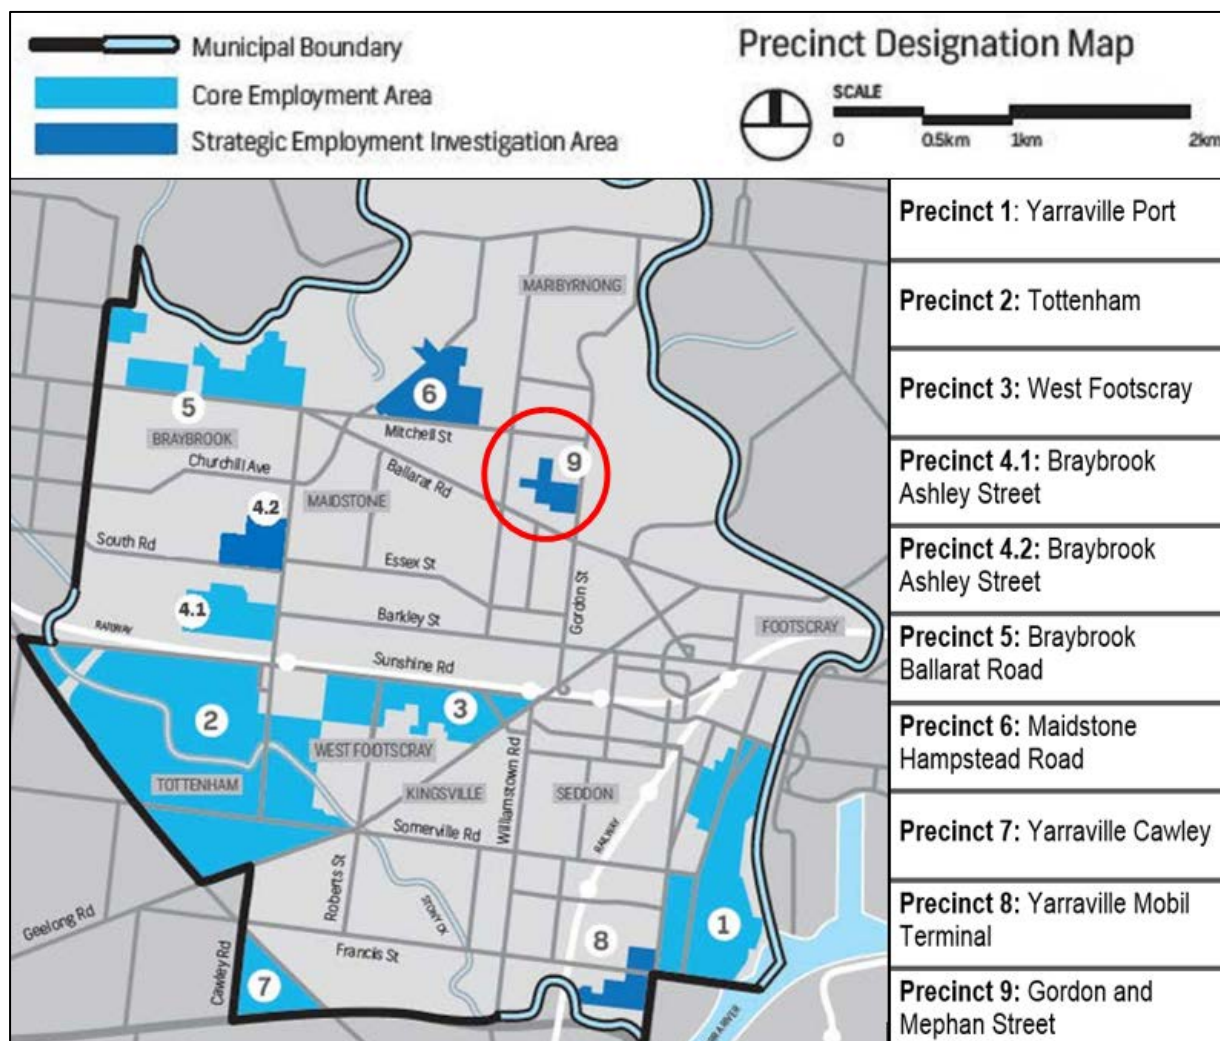 Municipal Boundary
Core Employment Area
Strategic Employment Investigation Area
Precinct Designation Map
SCALE
0 0.5km 1km 2km
MARIBYRNONG
6
5
Mitchell St
BRAYBROOK
Churchill Ave
Ballarat Rd
9
MAIDSTONE
4.2
South Rd
Essex St
Gordon St
4.1
Barkley St
RAILWAY
FOOTSCRAY
Sunshine Rd
2
3
WEST FOOTSCRAY
TOTTENHAM
KINGSVILLE
Williamstown Rd
SEDDON
Somerville Rd
RAILWAY
Roberts St
STONY CK
Geelong Rd
Cawley Rd
Francis St
8
1
7
RIVER
Precinct 1: Yarraville Port
Precinct 2: Tottenham
Precinct 3: West Footscray
Precinct 4.1: Braybrook
Ashley Street
Precinct 4.2: Braybrook
Ashley Street
Precinct 5: Braybrook
Ballarat Road
Precinct 6: Maidstone
Hampstead Road
Precinct 7: Yarraville Cawley
Precinct 8: Yarraville Mobil
Terminal
Precinct 9: Gordon and
Mephan Street